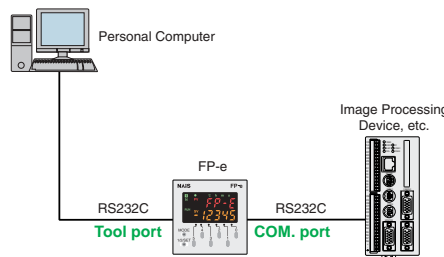 Personal Computer
Image Processing
Device, etc.
FP-e
NAiS
FP-e
FP-E
12345
MODE
RS232C
RS232C
Tool port
COM. port